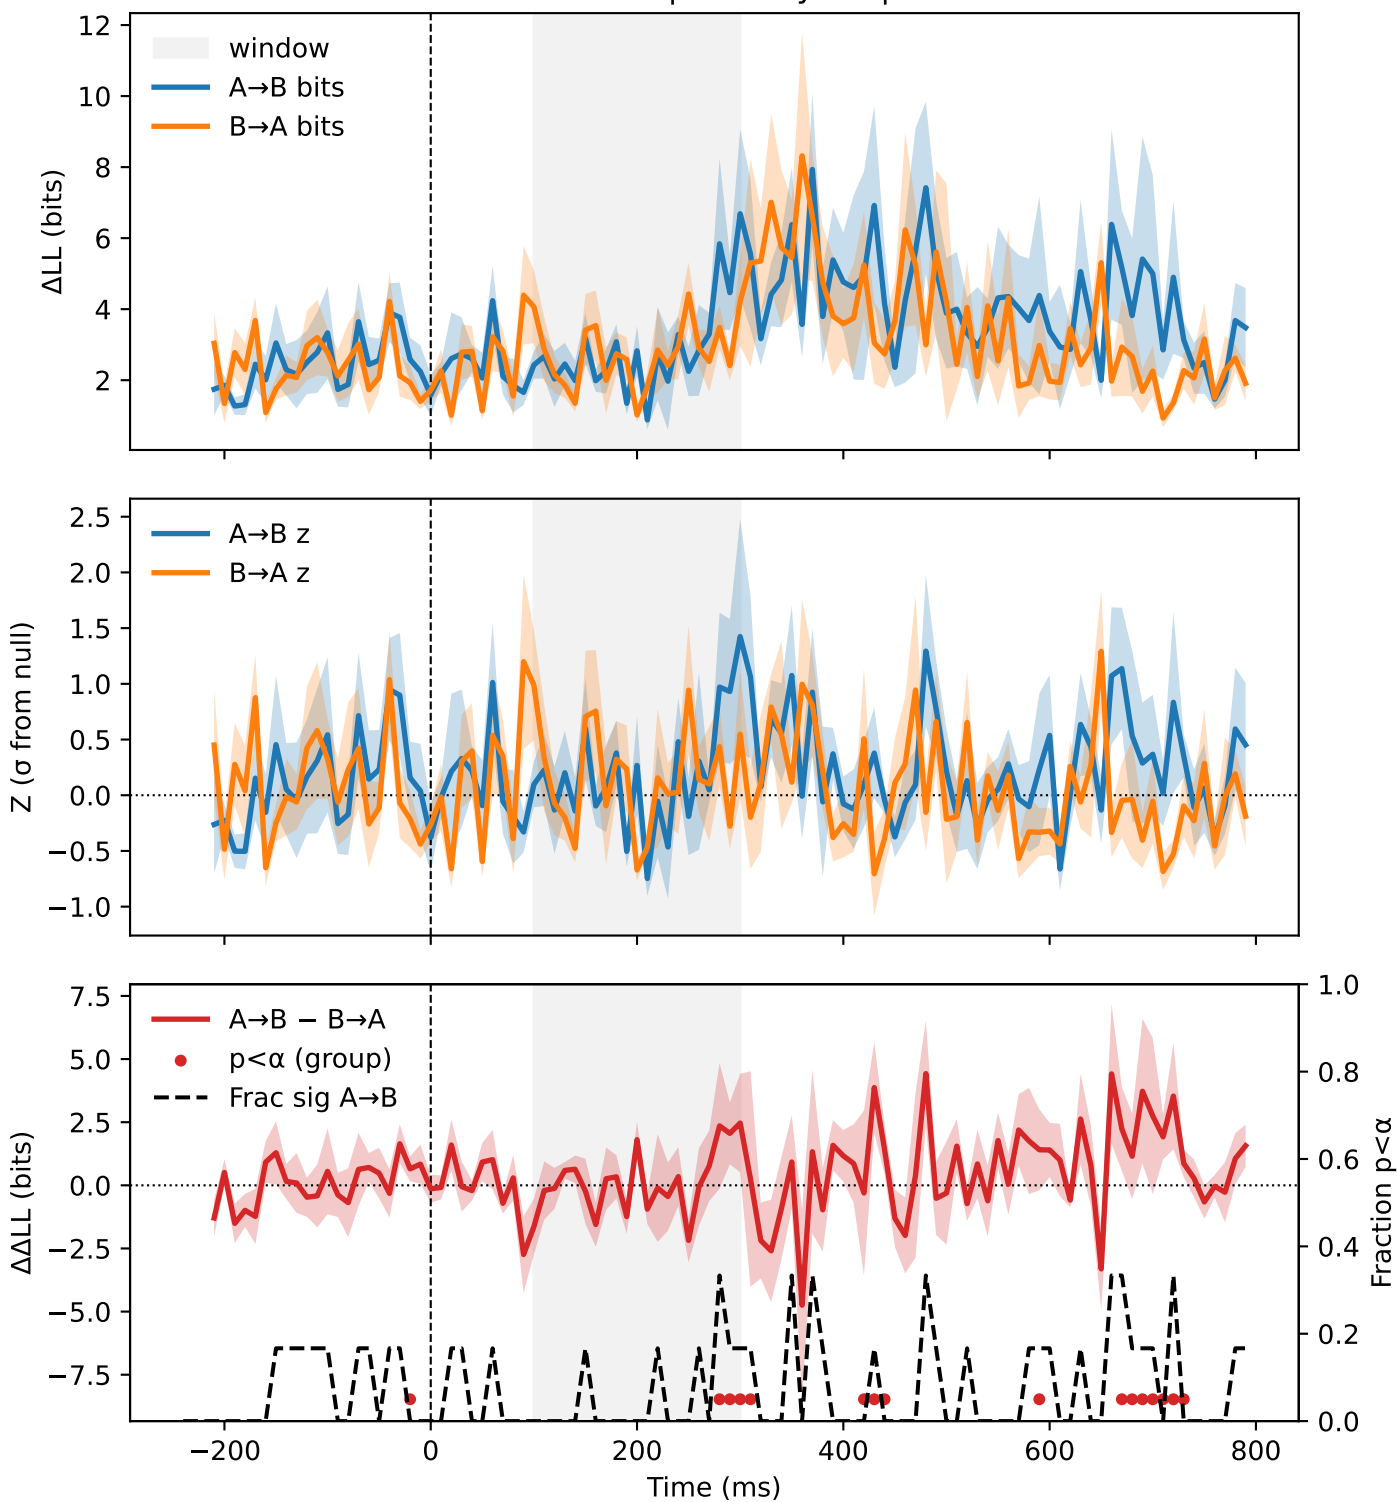 12
10
8
6
4
2
ΔLL (bits)
window
A→B bits
B→A bits
2.5
2.0
1.5
1.0
0.5
0.0
−0.5
−1.0
Z (σ from null)
A→B z
B→A z
7.5
5.0
2.5
0.0
−2.5
−5.0
−7.5
ΔΔLL (bits)
A→B − B→A
p<α (group)
Frac sig A→B
1.0
0.8
0.6
0.4
0.2
0.0
Fraction p<α
−200
0
200
400
600
800
Time (ms)